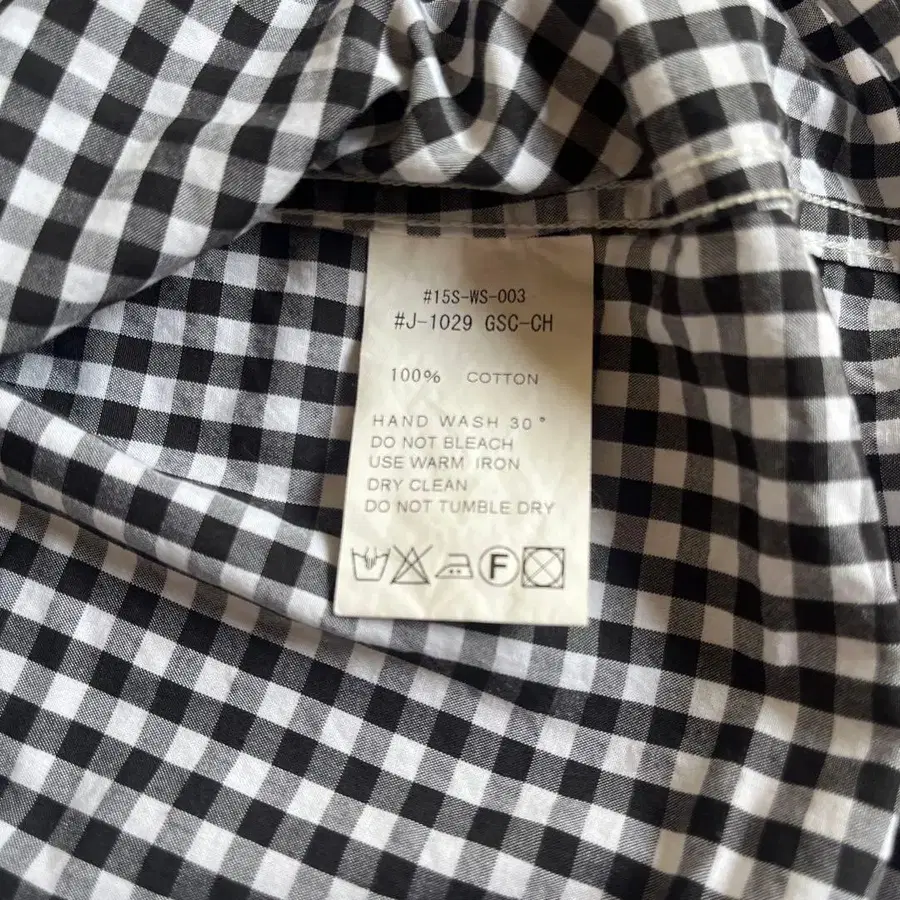 #15S-WS-003
#J-1029 GSC-CH
100% COTTON
HAND WASH 30°
DO NOT BLEACH
USE WARM IRON
DRY CLEAN
DO NOT TUMBLE DRY
F